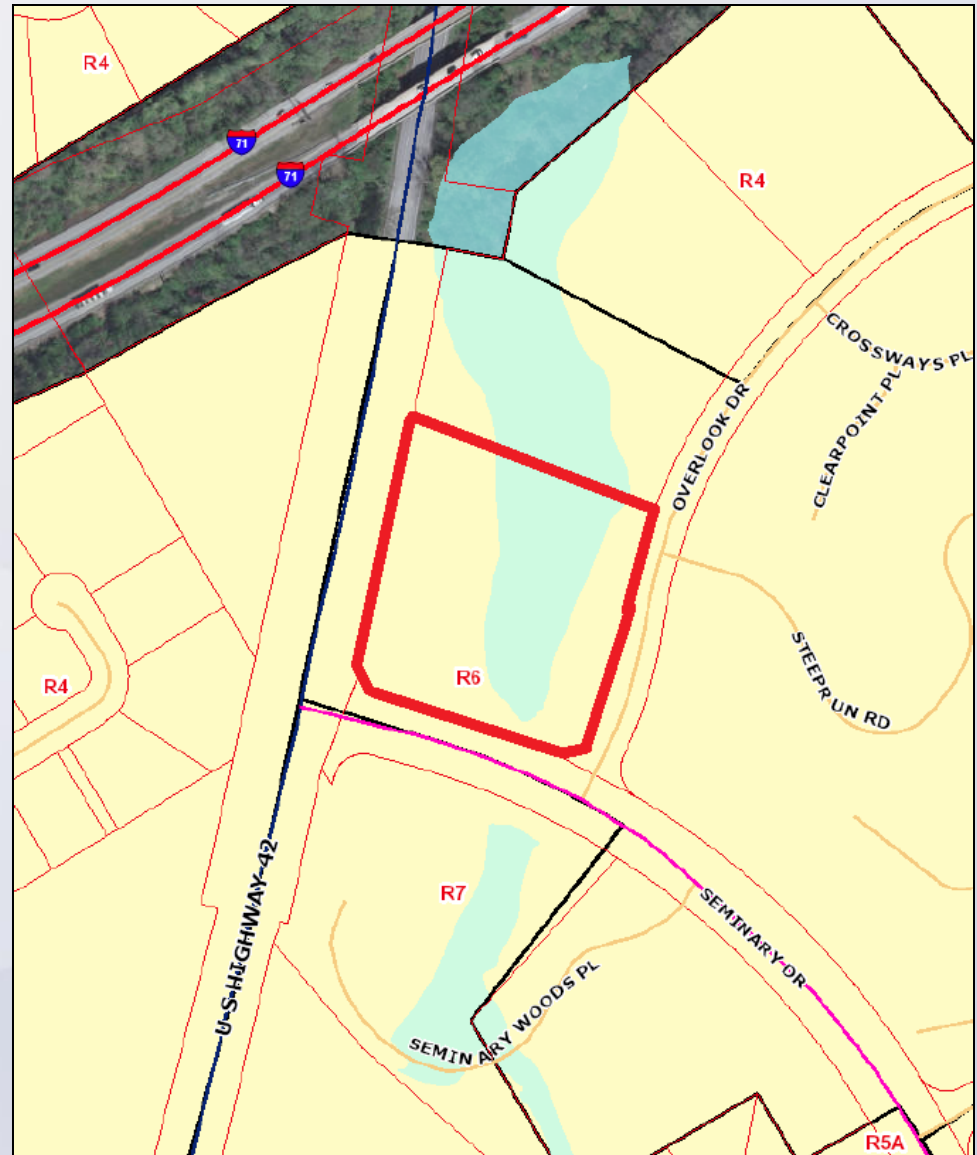 R4
71
71
R4
CROSSWAYS PL
OVERLOOK DR
CLEARPOINT PL
STEEPR UN RD
R6
R4
U S HIGHWAY 42
R7
SEMINARY DR
SEMIN ARY WOODS PL
R5A